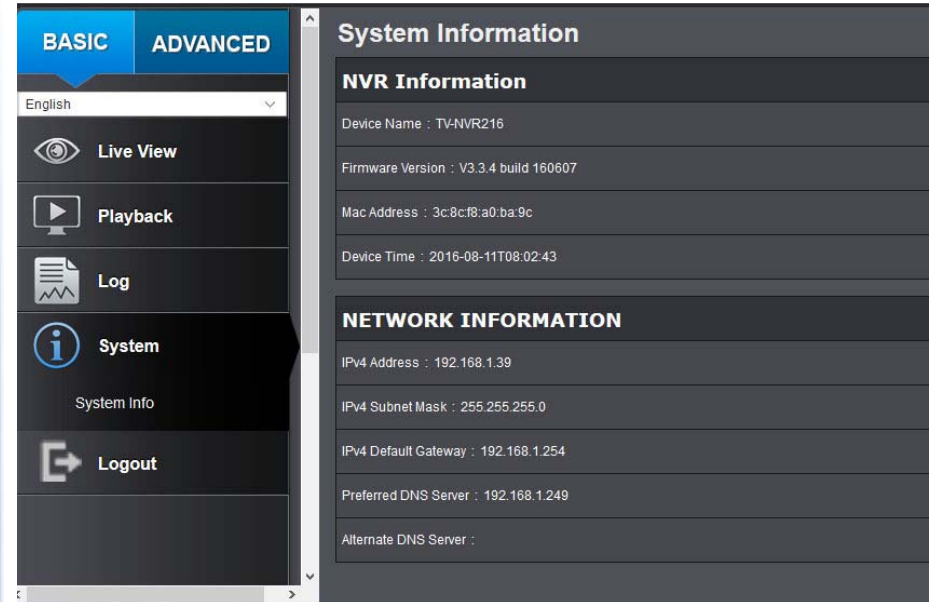 BASIC
ADVANCED
English
Live View
Playback
Log
System
System Info
Logout
System Information
NVR Information
Device Name : TV-NVR216
Firmware Version : V3.3.4 build 160607
Mac Address : 3c:8c:f8:a0:ba:9c
Device Time : 2016-08-11T08:02:43
NETWORK INFORMATION
IPv4 Address : 192.168.1.39
IPv4 Subnet Mask : 255.255.255.0
IPv4 Default Gateway : 192.168.1.254
Preferred DNS Server : 192.168.1.249
Alternate DNS Server :